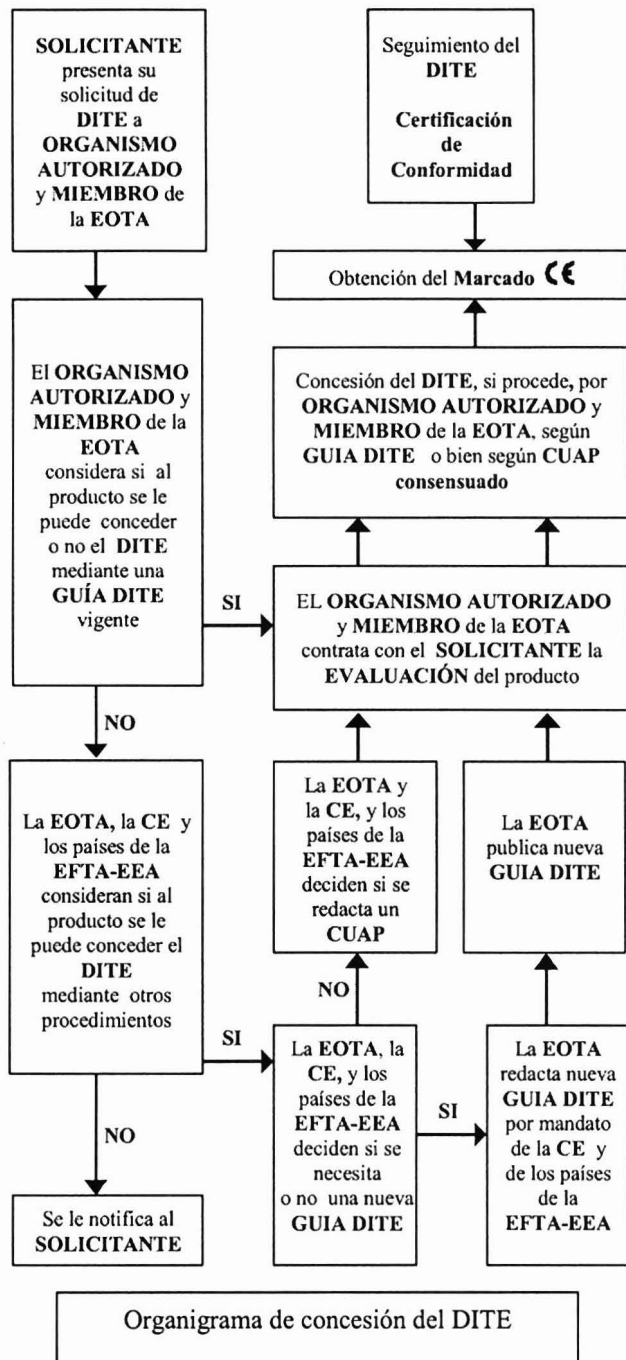 SOLICITANTE
presenta su
solicitud de
DITE a
ORGANISMO
AUTORIZADO
y MIEMBRO de
la EOTA
Seguimiento del
DITE
Certificación
de
Conformidad
Obtención del Marcado CE
El ORGANISMO
AUTORIZADO y
MIEMBRO de la
EOTA
considera si al
producto se le
puede conceder
o no el DITE
mediante una
GUÍA DITE
vigente
Concesión del DITE, si procede, por
ORGANISMO AUTORIZADO y
MIEMBRO de la EOTA, según
GUIA DITE o bien según CUAP
consensuado
SI
EL ORGANISMO AUTORIZADO
y MIEMBRO de la EOTA
contrata con el SOLICITANTE la
EVALUACIÓN del producto
NO
La EOTA, la CE y
los países de la
EFTA-EEA
consideran si al
producto se le
puede conceder el
DITE
mediante otros
procedimientos
La EOTA y
la CE, y los
países de la
EFTA-EEA
deciden si se
redacta un
CUAP
La EOTA
publica nueva
GUIA DITE
NO
SI
La EOTA, la
CE, y los
países de la
EFTA-EEA
deciden si se
necesita
o no una nueva
GUIA DITE
SI
La EOTA
redacta nueva
GUIA DITE
por mandato
de la CE y
de los países
de la
EFTA-EEA
NO
Se le notifica al
SOLICITANTE
Organigrama de concesión del DITE